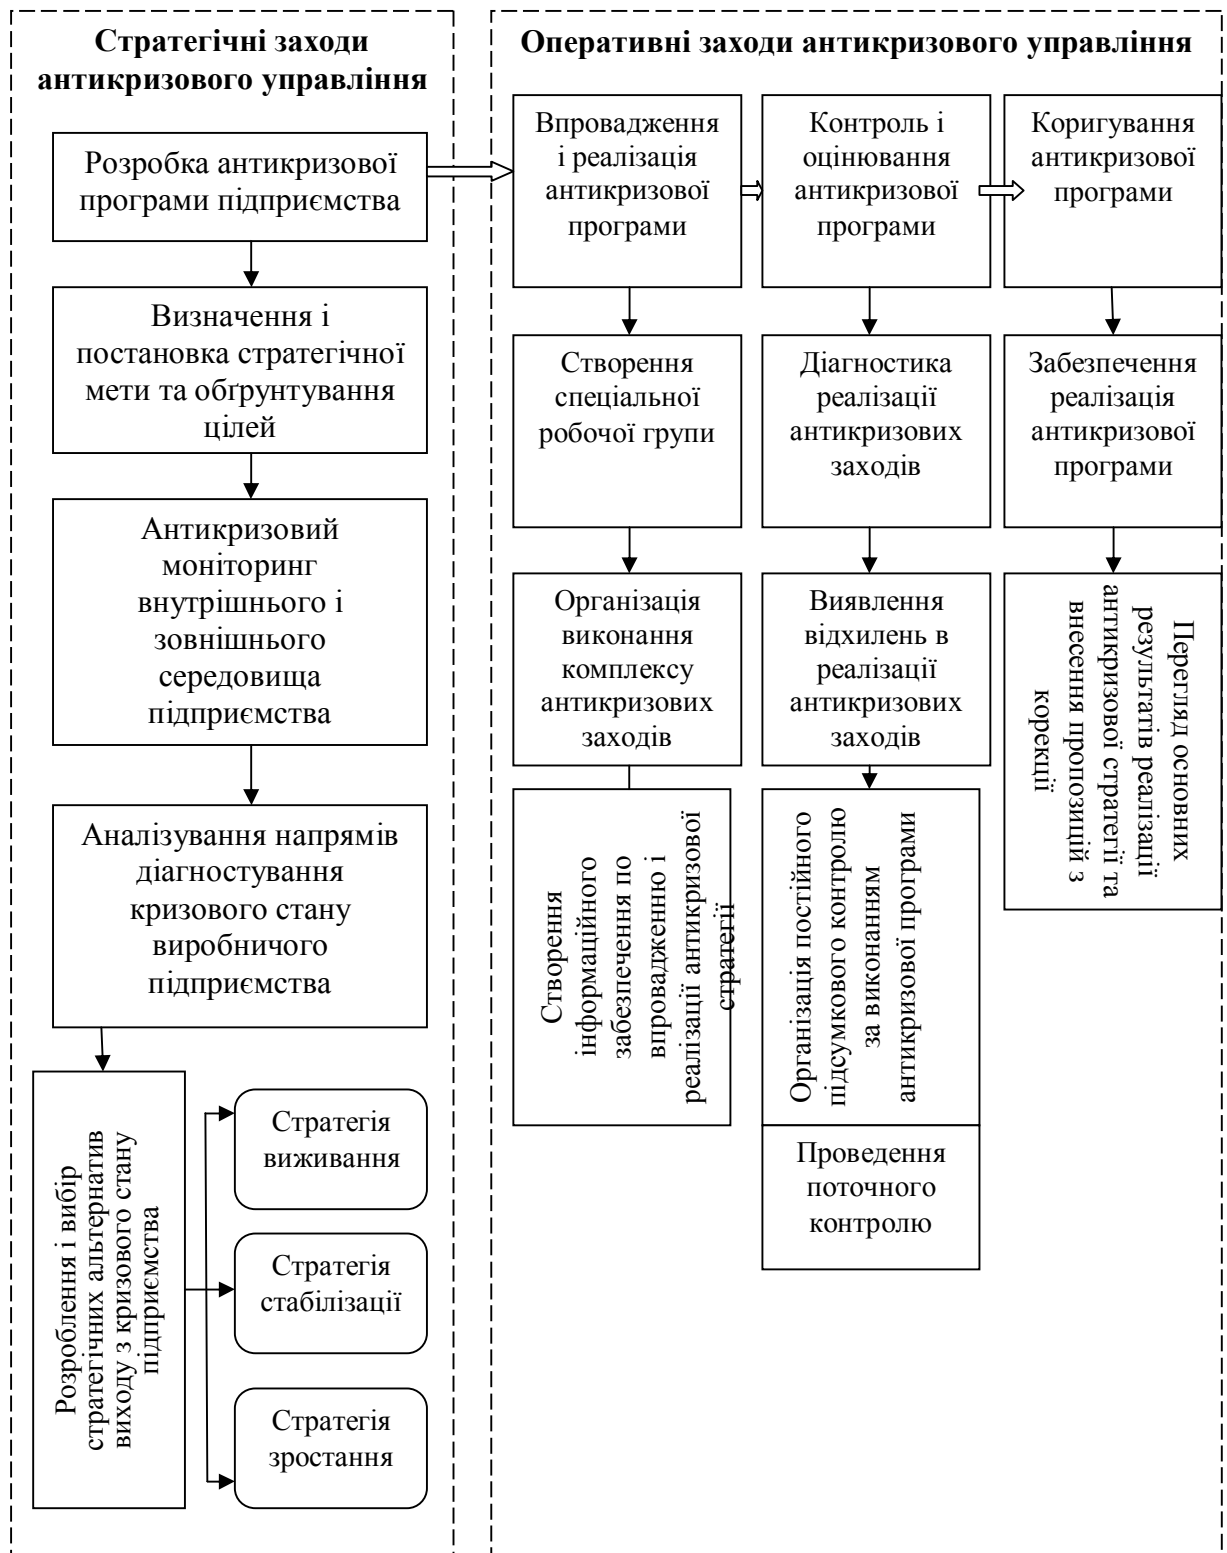 Стратегічні заходи
антикризового управління
Розробка антикризової
програми підприємства
Визначення і
постановка стратегічної
мети та обґрунтування
цілей
Антикризовий
моніторинг
внутрішнього і
зовнішнього
середовища
підприємства
Аналізування напрямів
діагностування
кризового стану
виробничого
підприємства
Розроблення і вибір
стратегічних альтернатив
виходу з кризового стану
підприємства
Стратегія
виживання
Стратегія
стабілізації
Стратегія
зростання
Оперативні заходи антикризового управління
Впровадження
і реалізація
антикризової
програми
Створення
спеціальної
робочої групи
Організація
виконання
комплексу
антикризових
заходів
Створення
інформаційного
забезпечення по
впровадженню і
реалізації антикризової
стратегії
Контроль і
оцінювання
антикризової
програми
Діагностика
реалізації
антикризових
заходів
Виявлення
відхилень в
реалізації
антикризових
заходів
Організація постійного
підсумкового контролю
за виконанням
антикризової програми
Проведення
поточного
контролю
Коригування
антикризової
програми
Забезпечення
реалізація
антикризової
програми
Перегляд основних
результатів реалізації
антикризової стратегії та
внесення пропозицій з
корекції